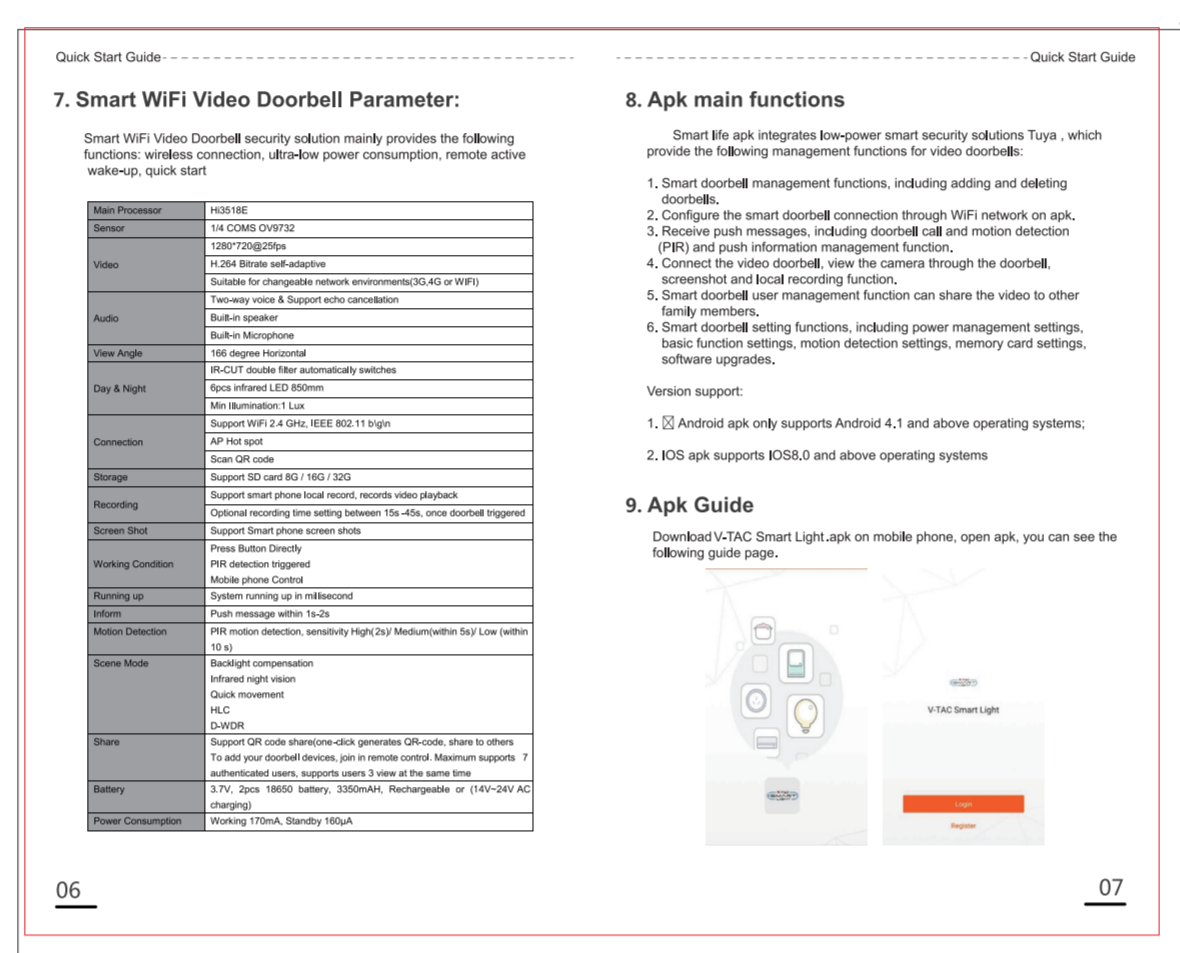 Quick Start Guide
7. Smart WiFi Video Doorbell Parameter:
Smart WiFi Video Doorbell security solution mainly provides the following
functions: wireless connection, ultra-low power consumption, remote active
wake-up, quick start
Main Processor Hi3518E
Sensor 1/4 COMS OV9732
Video 1280*720@25fps
H.264 Bitrate self-adaptive
Suitable for changeable network environments(3G,4G or WIFI)
Audio Two-way voice & Support echo cancellation
Built-in speaker
Built-in Microphone
View Angle 166 degree Horizontal
Day & Night IR-CUT double filter automatically switches
6pcs infrared LED 850mm
Min Illumination:1 Lux
Connection Support WiFi 2.4 GHz, IEEE 802.11 b\g\n
AP Hot spot
Scan QR code
Storage Support SD card 8G / 16G / 32G
Recording Support smart phone local record, records video playback
Optional recording time setting between 15s -45s, once doorbell triggered
Screen Shot Support Smart phone screen shots
Working Condition Press Button Directly
PIR detection triggered
Mobile phone Control
Running up System running up in millisecond
Inform Push message within 1s-2s
Motion Detection PIR motion detection, sensitivity High(2s)/ Medium(within 5s)/ Low (within
10 s)
Scene Mode Backlight compensation
Infrared night vision
Quick movement
HLC
D-WDR
Share Support QR code share(one-click generates QR-code, share to others
To add your doorbell devices, join in remote control. Maximum supports 7
authenticated users, supports users 3 view at the same time
Battery 3.7V, 2pcs 18650 battery, 3350mAH, Rechargeable or (14V~24V AC
charging)
Power Consumption Working 170mA, Standby 160μA
06
Quick Start Guide
8. Apk main functions
Smart life apk integrates low-power smart security solutions Tuya , which
provide the following management functions for video doorbells:
1. Smart doorbell management functions, including adding and deleting
doorbells.
2. Configure the smart doorbell connection through WiFi network on apk.
3. Receive push messages, including doorbell call and motion detection
(PIR) and push information management function.
4. Connect the video doorbell, view the camera through the doorbell,
screenshot and local recording function.
5. Smart doorbell user management function can share the video to other
family members.
6. Smart doorbell setting functions, including power management settings,
basic function settings, motion detection settings, memory card settings,
software upgrades.
Version support:
1. ☒ Android apk only supports Android 4.1 and above operating systems;
2. IOS apk supports IOS8.0 and above operating systems
9. Apk Guide
Download V-TAC Smart Light.apk on mobile phone, open apk, you can see the
following guide page.
V-TAC Smart Light
Login
Register
07